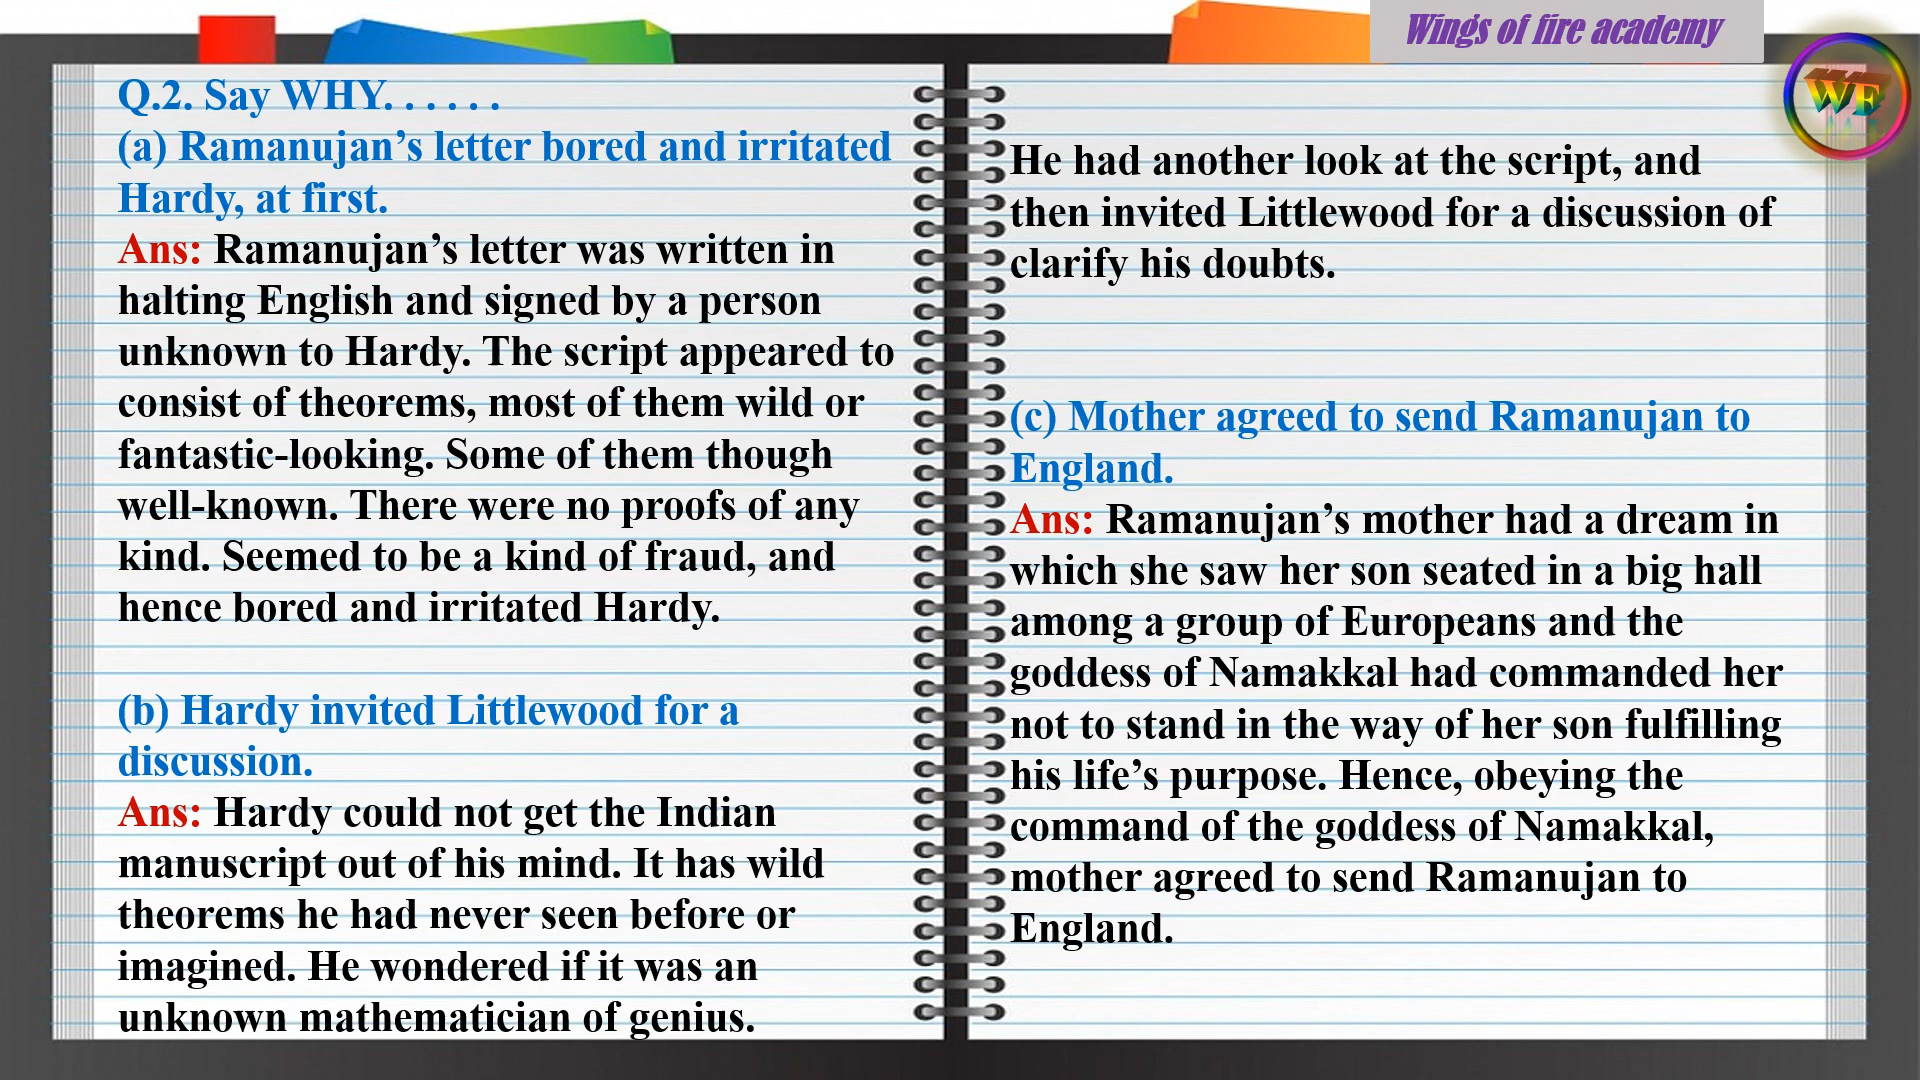 Wings of fire academy
WF
Q.2. Say WHY. . . . . .
(a) Ramanujan’s letter bored and irritated
Hardy, at first.
Ans: Ramanujan’s letter was written in
halting English and signed by a person
unknown to Hardy. The script appeared to
consist of theorems, most of them wild or
fantastic-looking. Some of them though
well-known. There were no proofs of any
kind. Seemed to be a kind of fraud, and
hence bored and irritated Hardy.
(b) Hardy invited Littlewood for a
discussion.
Ans: Hardy could not get the Indian
manuscript out of his mind. It has wild
theorems he had never seen before or
imagined. He wondered if it was an
unknown mathematician of genius.
He had another look at the script, and
then invited Littlewood for a discussion of
clarify his doubts.
(c) Mother agreed to send Ramanujan to
England.
Ans: Ramanujan’s mother had a dream in
which she saw her son seated in a big hall
among a group of Europeans and the
goddess of Namakkal had commanded her
not to stand in the way of her son fulfilling
his life’s purpose. Hence, obeying the
command of the goddess of Namakkal,
mother agreed to send Ramanujan to
England.